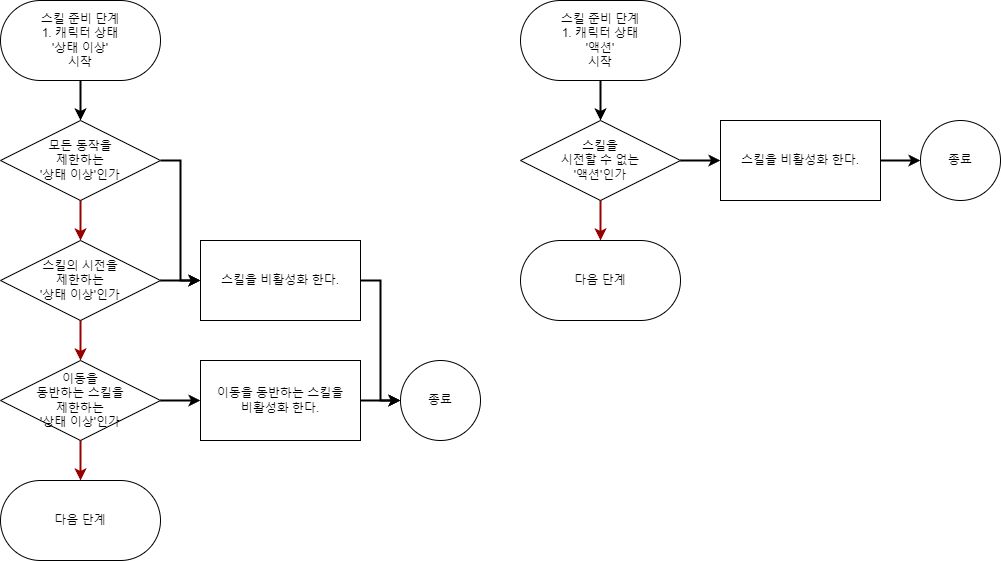 스킬 준비 단계
1. 캐릭터 상태
'상태 이상'
시작
모든 동작을
제한하는
'상태 이상'인가
스킬의 시전을
제한하는
'상태 이상'인가
스킬을 비활성화 한다.
이동을
동반하는 스킬을
제한하는
'상태 이상'인가
이동을 동반하는 스킬을
비활성화 한다.
종료
다음 단계
스킬 준비 단계
1. 캐릭터 상태
'액션'
시작
스킬을
시전할 수 없는
'액션'인가
스킬을 비활성화 한다.
종료
다음 단계